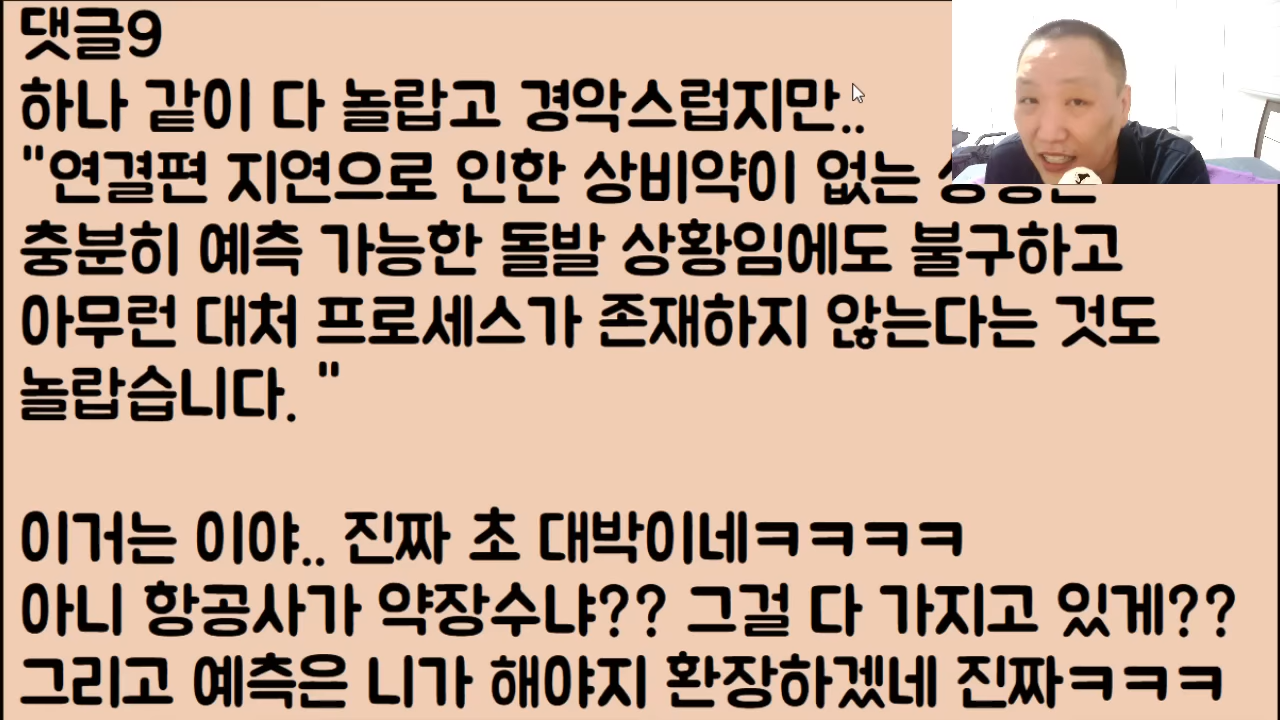 댓글9
하나 같이 다 놀랍고 경악스럽지만..
"연결편 지연으로 인한 상비약이 없는
충분히 예측 가능한 돌발 상황임에도 불구하고
아무런 대처 프로세스가 존재하지 않는다는 것도
놀랍습니다. "
이거는 이야.. 진짜 초 대박이네ㅋㅋㅋㅋ
아니 항공사가 약장수냐?? 그걸 다 가지고 있게??
그리고 예측은 니가 해야지 환장하겠네 진짜ㅋㅋㅋ